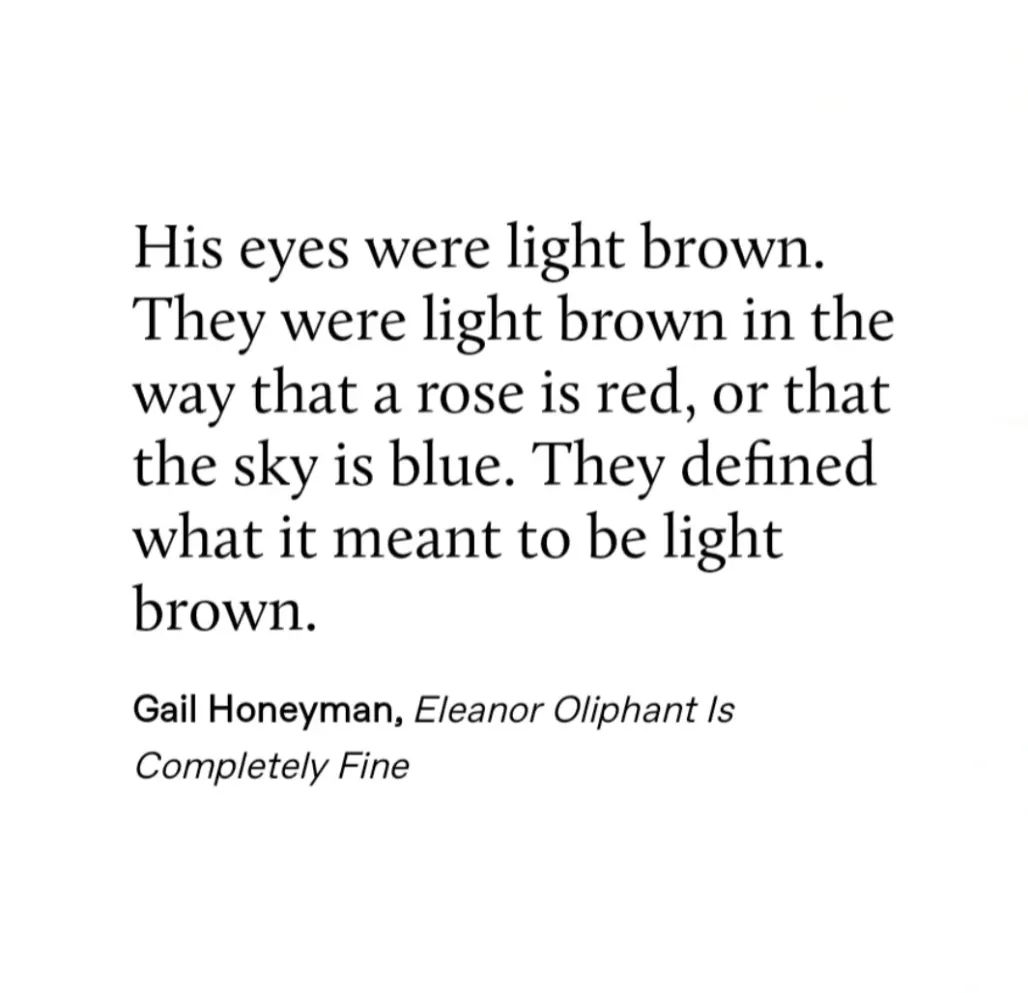 His eyes were light brown.
They were light brown in the
way that a rose is red, or that
the sky is blue. They defined
what it meant to be light
brown.
Gail Honeyman, Eleanor Oliphant Is
Completely Fine